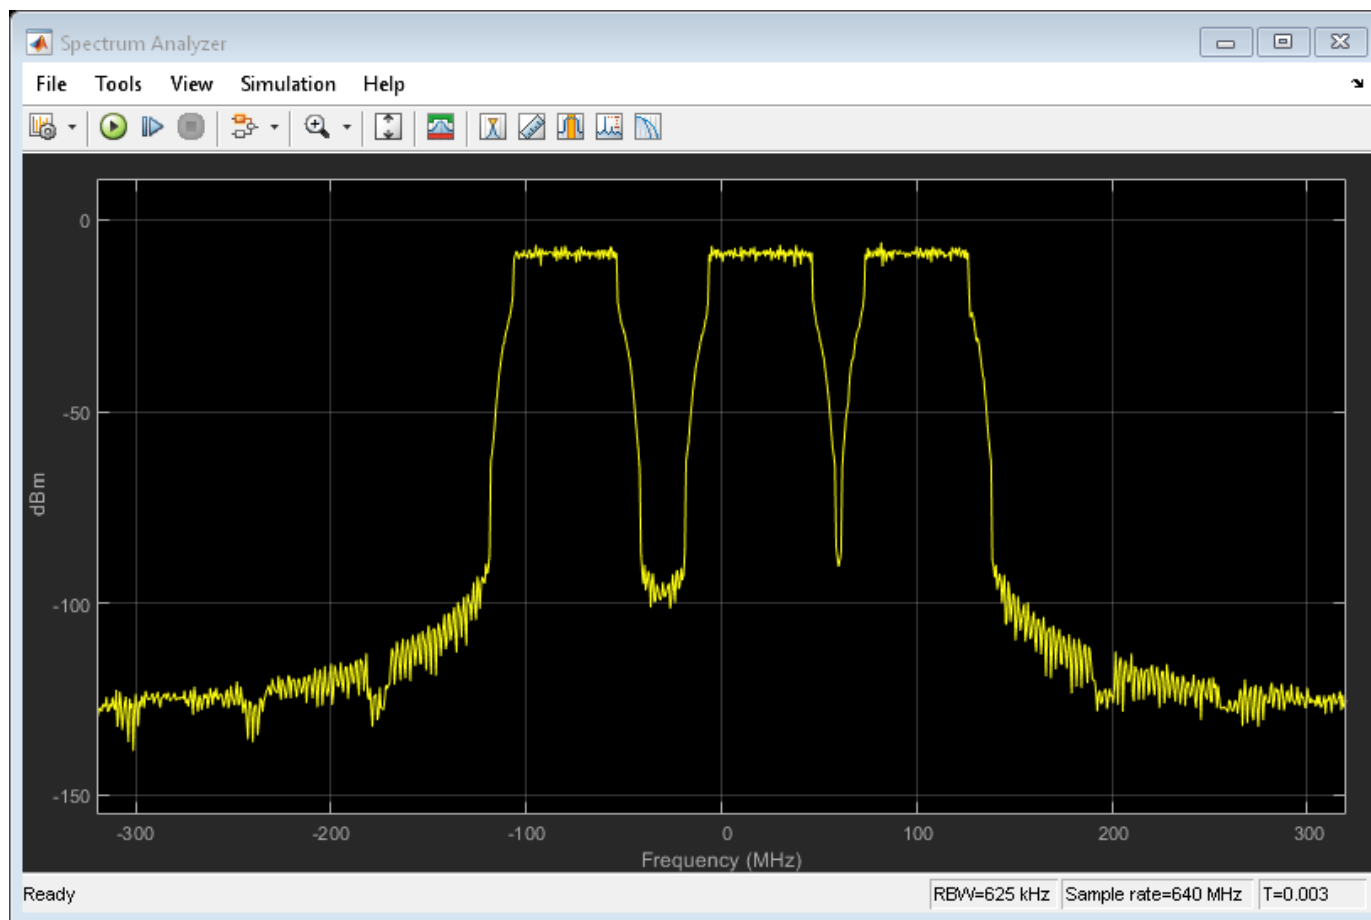 Spectrum Analyzer
File Tools View Simulation Help
0
-50
-100
-150
dBm
-300 -200 -100 0 100 200 300
Frequency (MHz)
Ready RBW=625 kHz Sample rate=640 MHz T=0.003